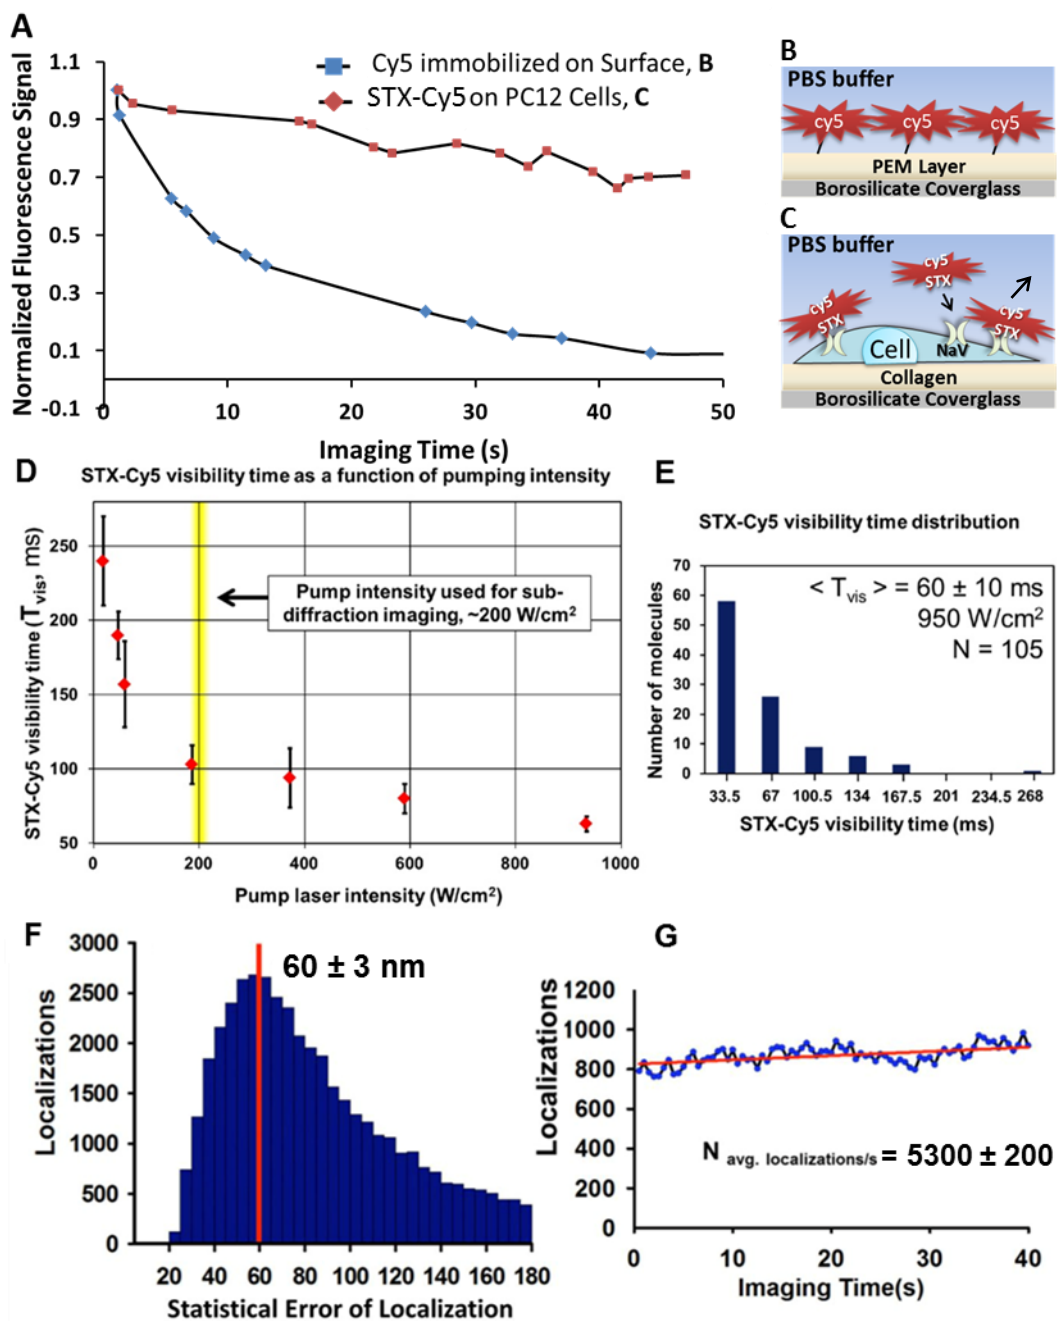 A
Normalized Fluorescence Signal
1.1
0.9
0.7
0.5
0.3
0.1
-0.1
0
10
20
30
40
50
Imaging Time (s)
Cy5 immobilized on Surface, B
STX-Cy5 on PC12 Cells, C
B
PBS buffer
cy5
cy5
cy5
PEM Layer
Borosilicate Coverglass
C
PBS buffer
cy5
STX
cy5
STX
cy5
STX
Cell
NaV
Collagen
Borosilicate Coverglass
D
STX-Cy5 visibility time as a function of pumping intensity
STX-Cy5 visibility time (Tvis, ms)
250
200
150
100
50
0
200
400
600
800
1000
Pump laser intensity (W/cm²)
Pump intensity used for sub-
diffraction imaging, ~200 W/cm²
E
STX-Cy5 visibility time distribution
Number of molecules
70
60
50
40
30
20
10
0
< Tvis > = 60 ± 10 ms
950 W/cm²
N = 105
33.5
67
100.5
134
167.5
201
234.5
268
STX-Cy5 visibility time (ms)
F
Localizations
3000
2500
2000
1500
1000
500
0
60 ± 3 nm
20
40
60
80
100
120
140
160
180
Statistical Error of Localization
G
Localizations
1200
1000
800
600
400
200
0
N avg. localizations/s = 5300 ± 200
0
10
20
30
40
Imaging Time(s)